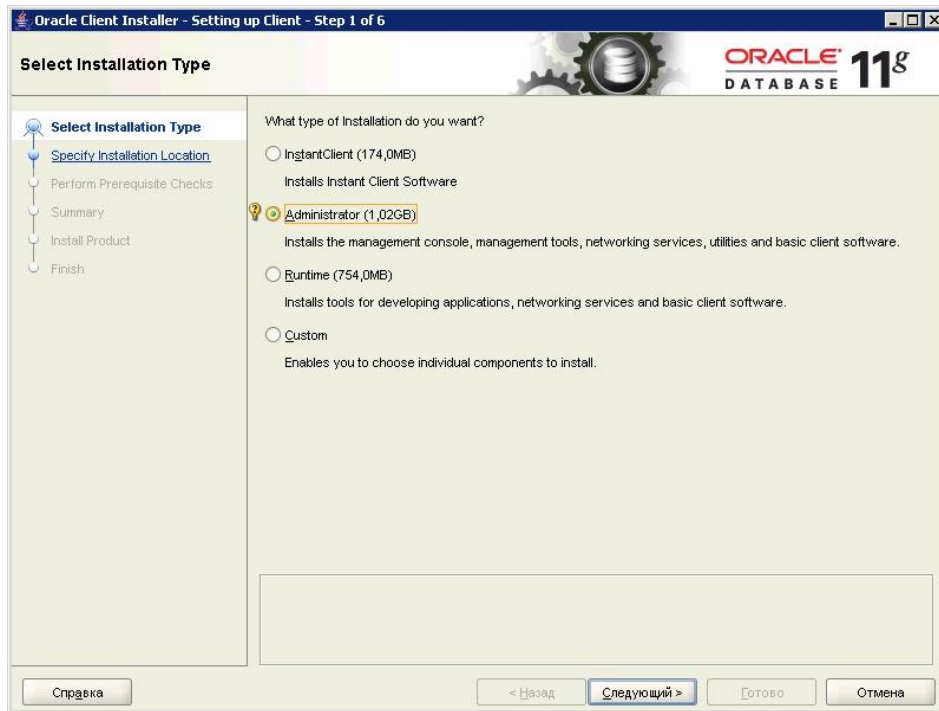 Oracle Client Installer - Setting up Client - Step 1 of 6
Select Installation Type
ORACLE
DATABASE
11g
Select Installation Type
Specify Installation Location
Perform Prerequisite Checks
Summary
Install Product
Finish
What type of Installation do you want?
InstantClient (174,0MB)
Installs Instant Client Software
Administrator (1,02GB)
Installs the management console, management tools, networking services, utilities and basic client software.
Runtime (754,0MB)
Installs tools for developing applications, networking services and basic client software.
Custom
Enables you to choose individual components to install.
Справка
< Назад
Следующий >
Готово
Отмена